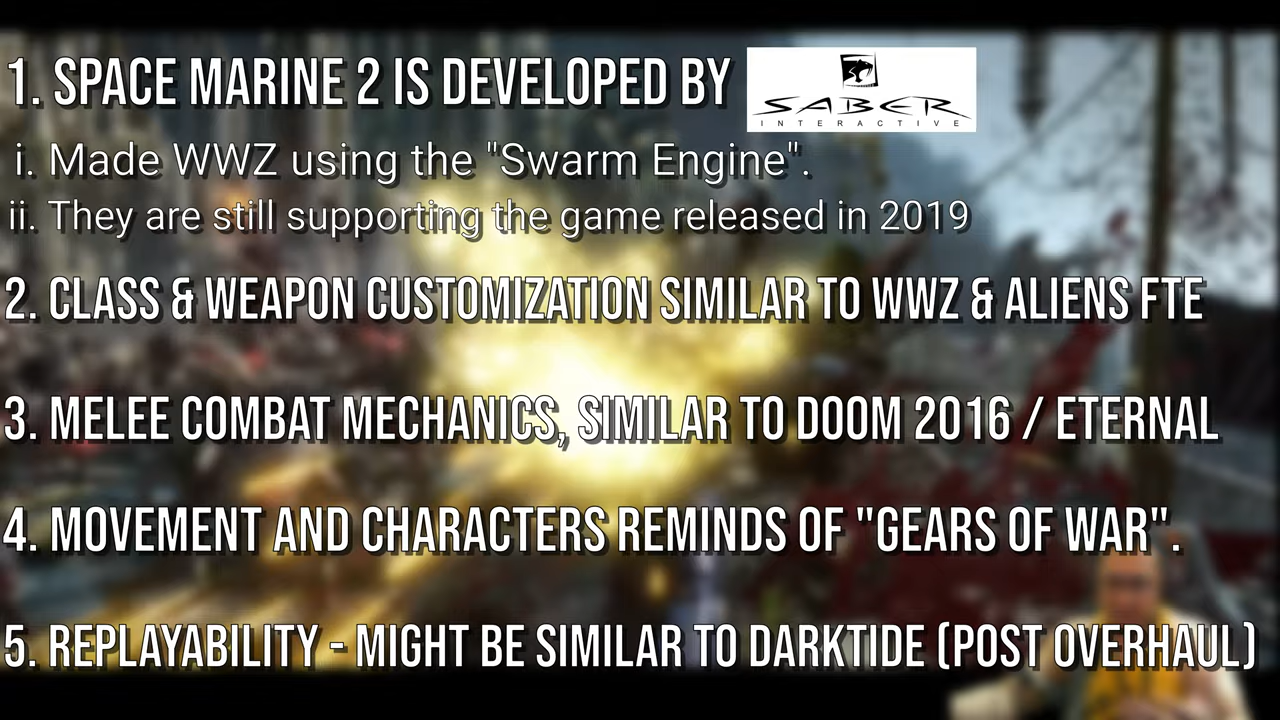 1. SPACE MARINE 2 IS DEVELOPED BY SABER INTERACTIVE
i. Made WWZ using the "Swarm Engine".
ii. They are still supporting the game released in 2019
2. CLASS & WEAPON CUSTOMIZATION SIMILAR TO WWZ & ALIENS FTE
3. MELEE COMBAT MECHANICS, SIMILAR TO DOOM 2016 / ETERNAL
4. MOVEMENT AND CHARACTERS REMINDS OF "GEARS OF WAR".
5. REPLAYABILITY - MIGHT BE SIMILAR TO DARKTIDE (POST OVERHAUL)